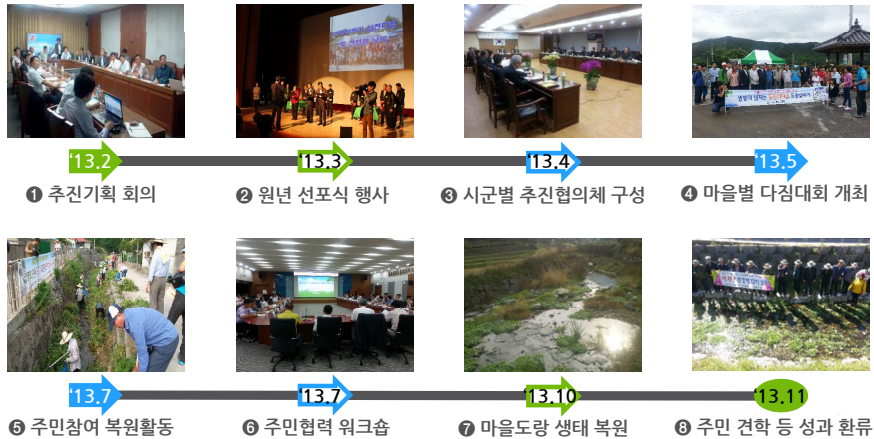 '13.2
'13.3
'13.4
'13.5
❶ 추진기획 회의
❷ 원년 선포식 행사
❸ 시군별 추진협의체 구성
❹ 마을별 다짐대회 개최
'13.7
'13.7
'13.10
'13.11
❺ 주민참여 복원활동
❻ 주민협력 워크숍
❼ 마을도랑 생태 복원
❽ 주민 견학 등 성과 환류